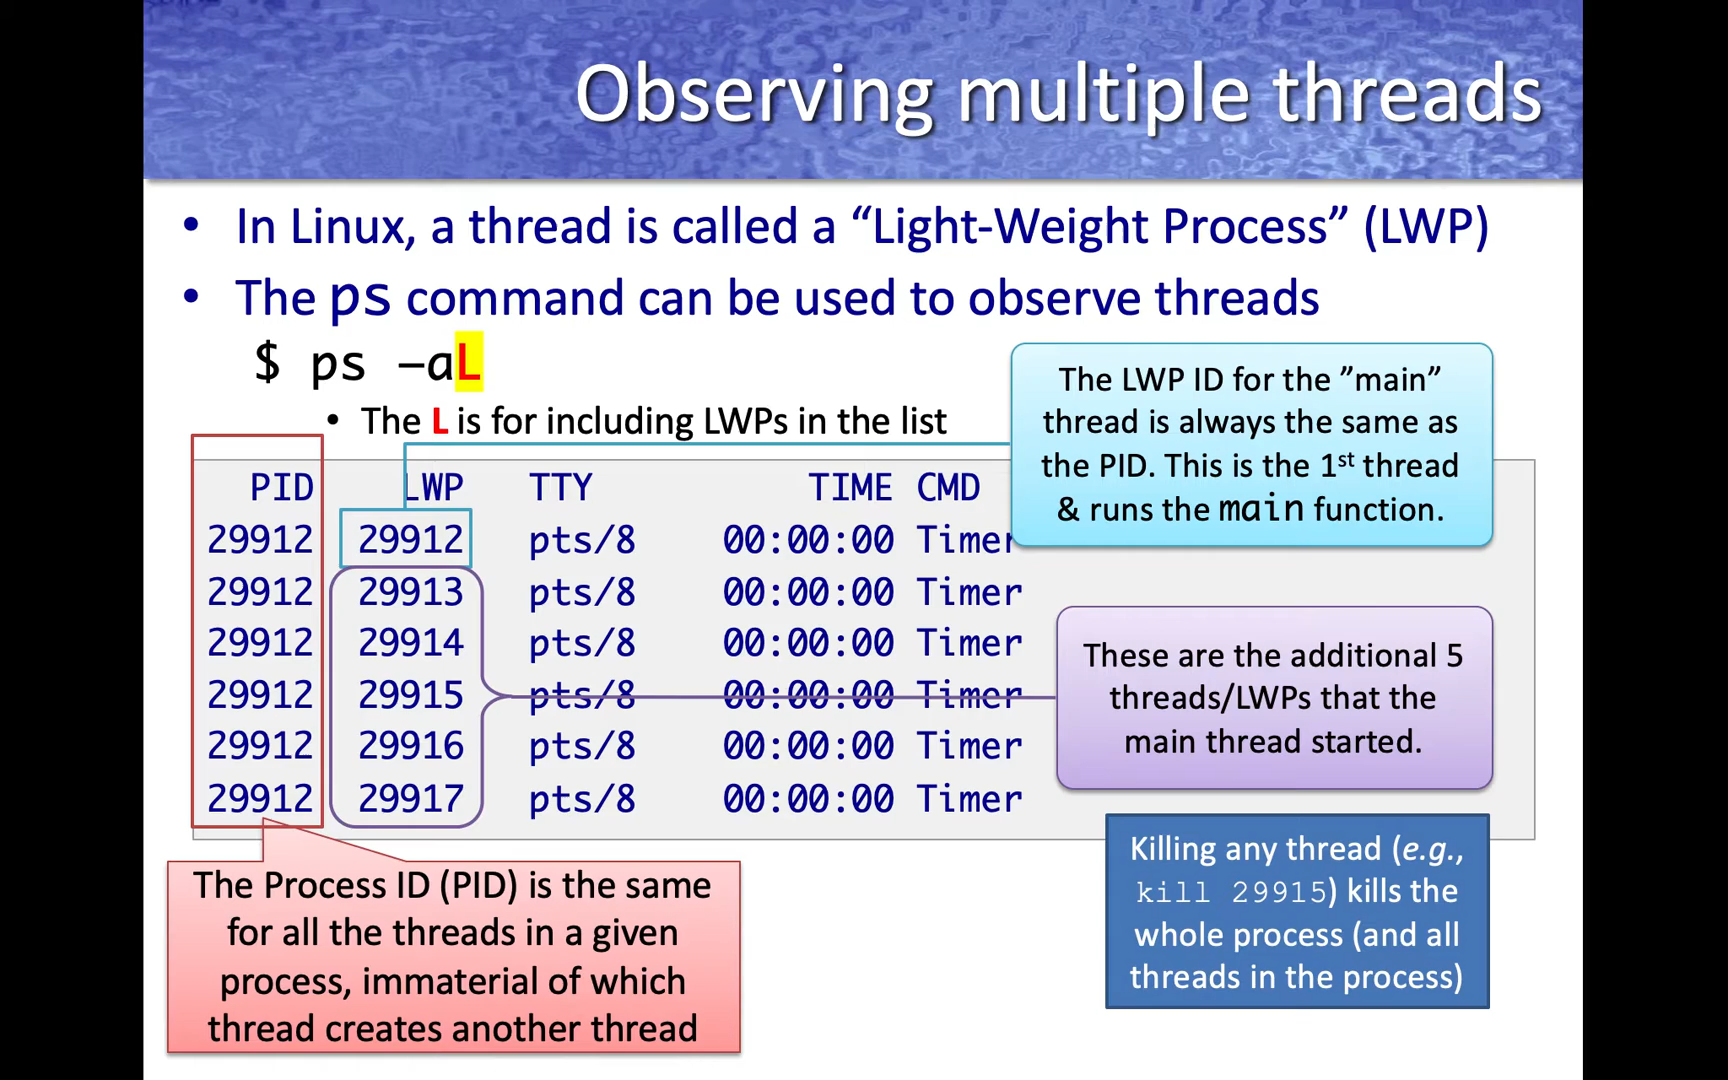 Observing multiple threads
• In Linux, a thread is called a “Light-Weight Process” (LWP)
• The ps command can be used to observe threads
$ ps –aL
• The L is for including LWPs in the list
The LWP ID for the ”main”
thread is always the same as
the PID. This is the 1st thread
& runs the main function.
PID LWP TTY TIME CMD
29912 29912 pts/8 00:00:00 Timer
29912 29913 pts/8 00:00:00 Timer
29912 29914 pts/8 00:00:00 Timer
29912 29915 pts/8 00:00:00 Timer
29912 29916 pts/8 00:00:00 Timer
29912 29917 pts/8 00:00:00 Timer
These are the additional 5
threads/LWPs that the
main thread started.
The Process ID (PID) is the same
for all the threads in a given
process, immaterial of which
thread creates another thread
Killing any thread (e.g.,
kill 29915) kills the
whole process (and all
threads in the process)